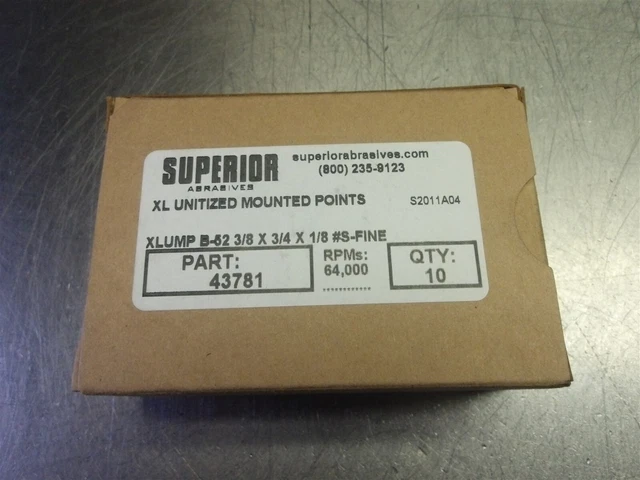 SUPERIOR
ABRASIVES
superiorabrasives.com
(800) 235-9123
XL UNITIZED MOUNTED POINTS S2011A04
XLUMP B-52 3/8 X 3/4 X 1/8 #S-FINE
PART:
43781
RPMs:
64,000
............
QTY:
10